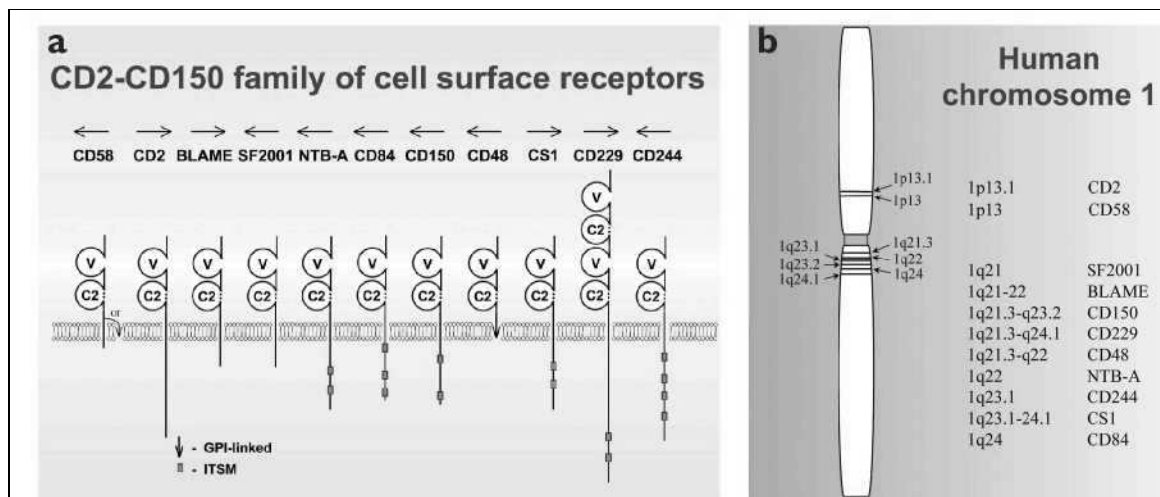 a
CD2-CD150 family of cell surface receptors
CD58 CD2 BLAME SF2001 NTB-A CD84 CD150 CD48 CS1 CD229 CD244
V
C2
V V V V V V V V V V V
C2 C2 C2 C2 C2 C2 C2 C2 C2 C2 C2
or
- GPI-linked
- ITSM
b
Human
chromosome 1
1p13.1
1p13
1q23.1
1q23.2
1q24.1
1q21.3
1q22
1q24
1p13.1 CD2
1p13 CD58
1q21 SF2001
1q21-22 BLAME
1q21.3-q23.2 CD150
1q21.3-q24.1 CD229
1q21.3-q22 CD48
1q22 NTB-A
1q23.1 CD244
1q23.1-24.1 CS1
1q24 CD84